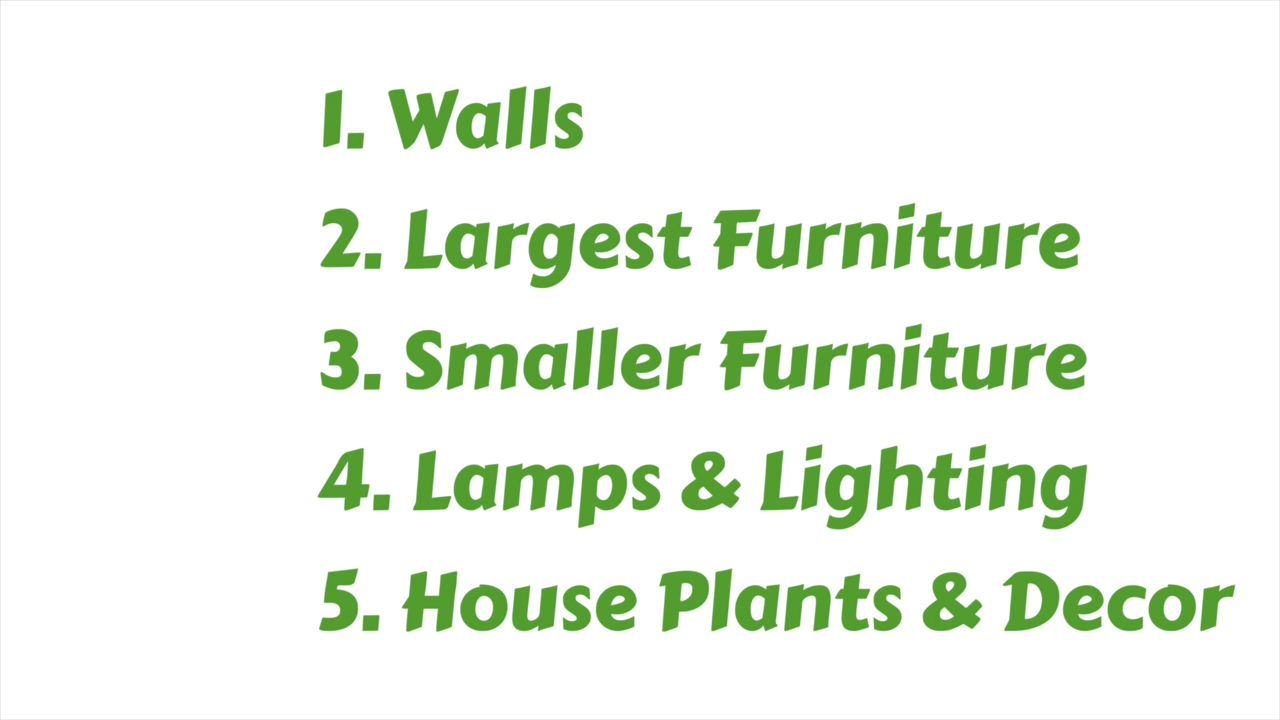 1. Walls
2. Largest Furniture
3. Smaller Furniture
4. Lamps & Lighting
5. House Plants & Decor